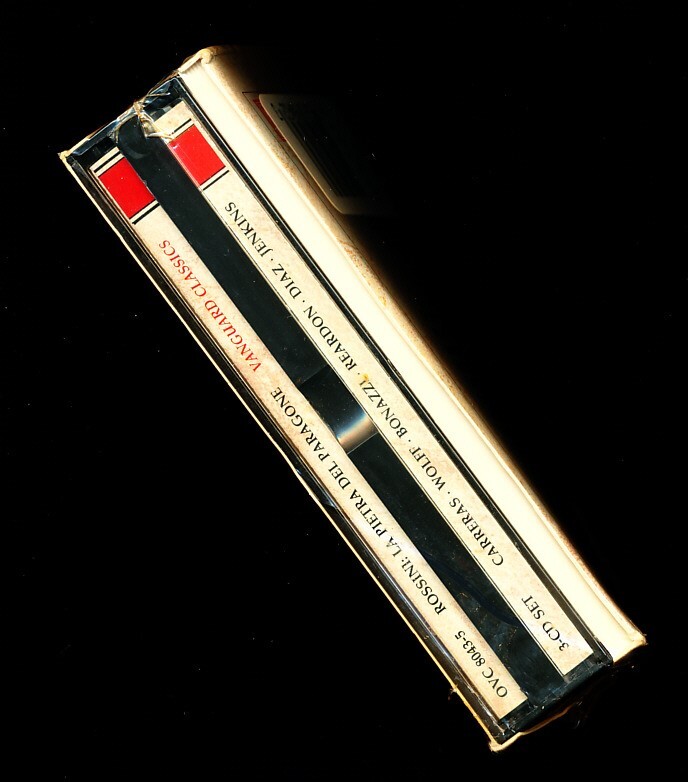 OVC 8043-5 ROSSINI: LA PIETRA DEL PARAGONE VANGUARD CLASSICS
3-CD SET CARRERAS · WOLFF · BONAZZI · REARDON · DIAZ · JENKINS